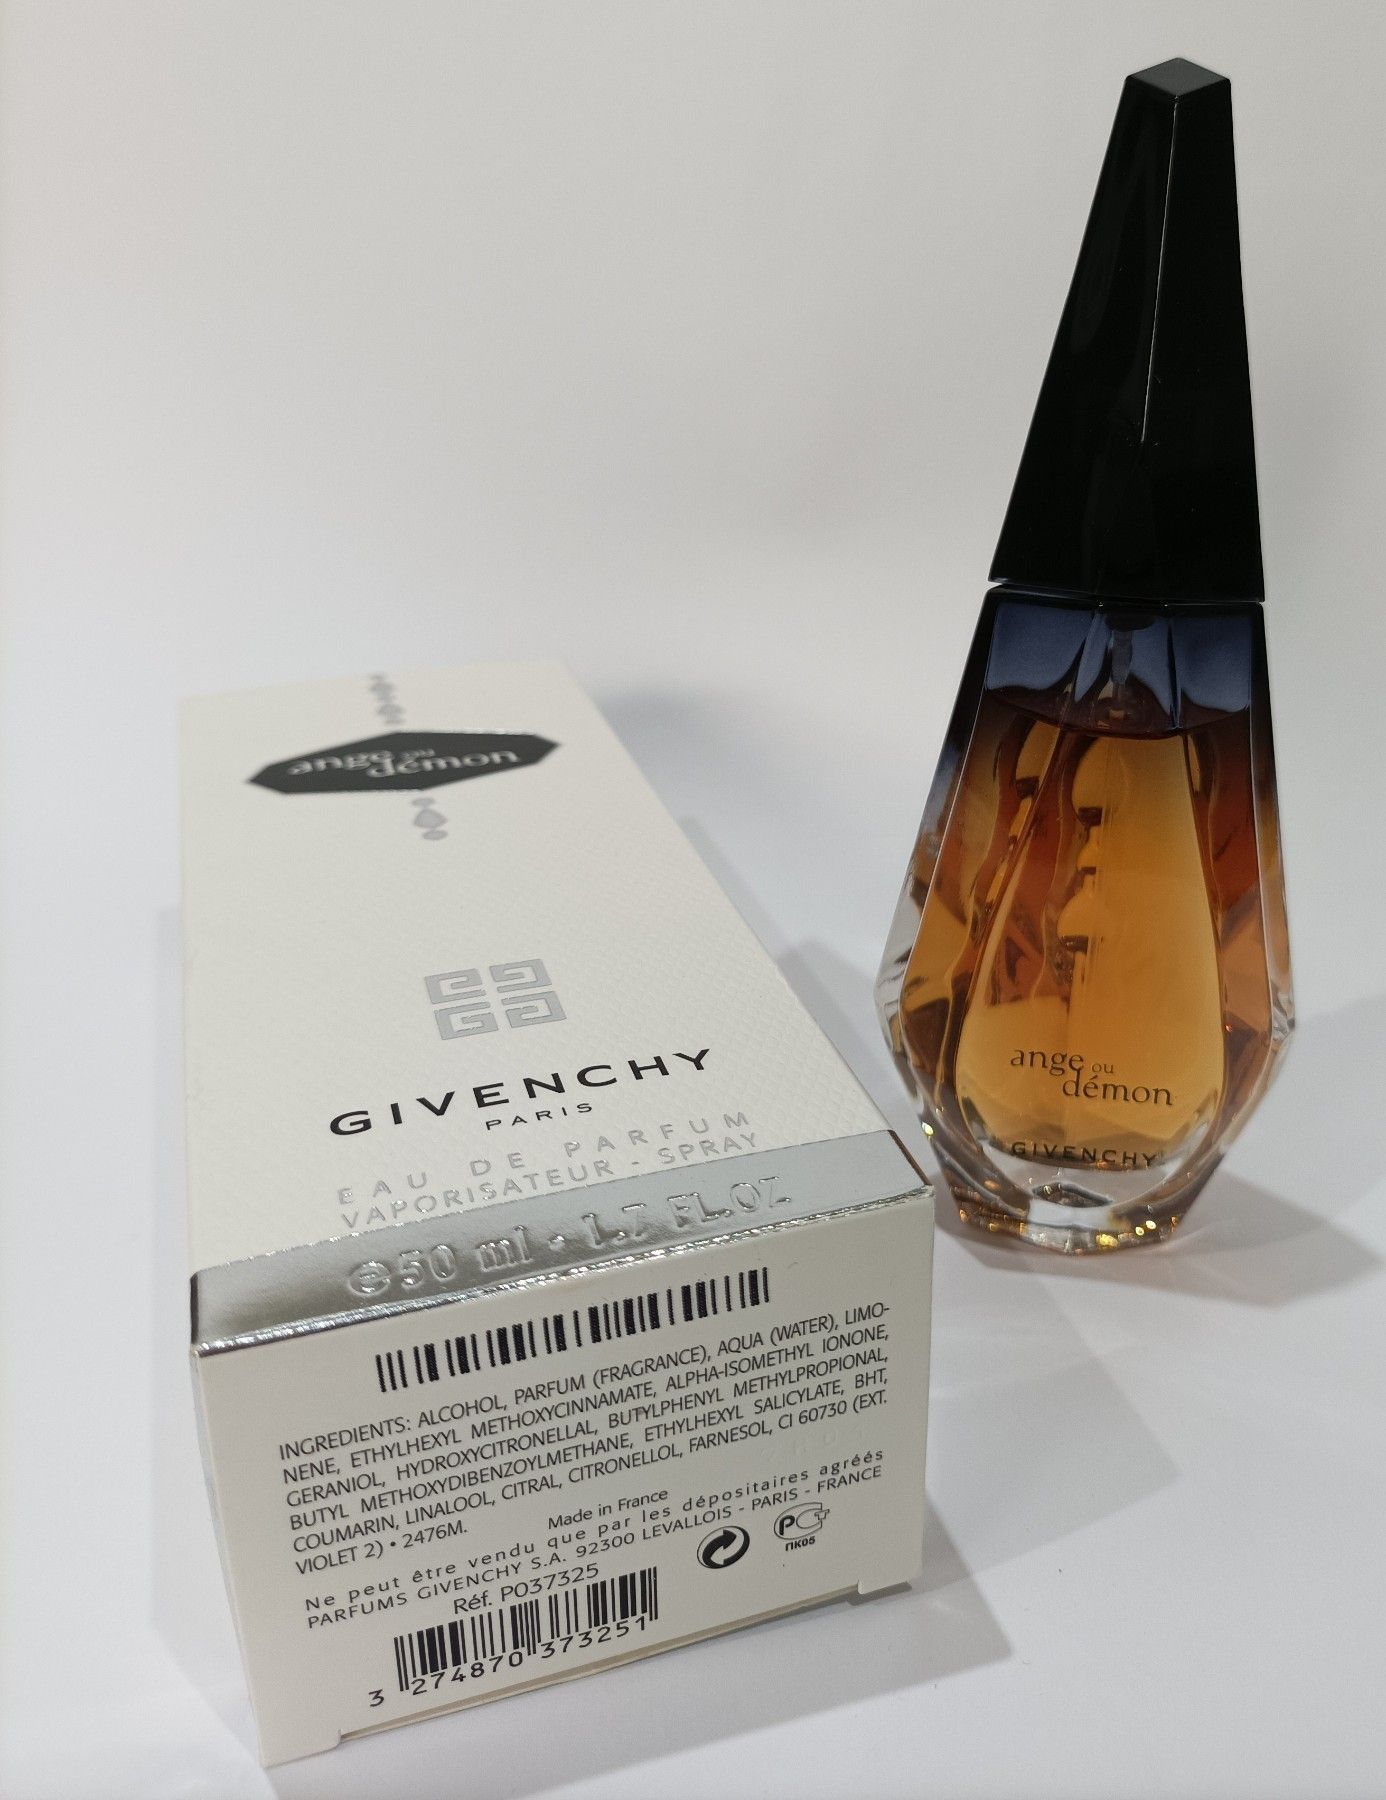 ange ou
démon
GIVENCHY
PARIS
EAU DE PARFUM
VAPORISATEUR - SPRAY
℮50 ml - 1.7 FL.OZ
INGREDIENTS: ALCOHOL, PARFUM (FRAGRANCE), AQUA (WATER), LIMO-
NENE, ETHYLHEXYL METHOXYCINNAMATE, ALPHA-ISOMETHYL IONONE,
GERANIOL, HYDROXYCITRONELLAL, BUTYLPHENYL METHYLPROPIONAL,
BUTYL METHOXYDIBENZOYLMETHANE, ETHYLHEXYL SALICYLATE, BHT,
COUMARIN, LINALOOL, CITRAL, CITRONELLOL, FARNESOL, CI 60730 (EXT.
VIOLET 2) • 2476M.
Made in France
Ne peut être vendu que par les dépositaires agréés
PARFUMS GIVENCHY S.A. 92300 LEVALLOIS - PARIS - FRANCE
Réf. P037325
3 274870 373251
РСТ
ПК05
ange ou
démon
GIVENCHY